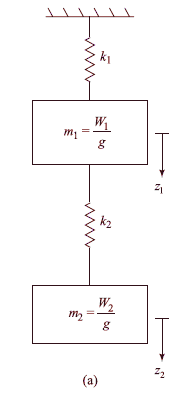 k₁
m₁ = W₁/g
z₁
k₂
m₂ = W₂/g
z₂
(a)